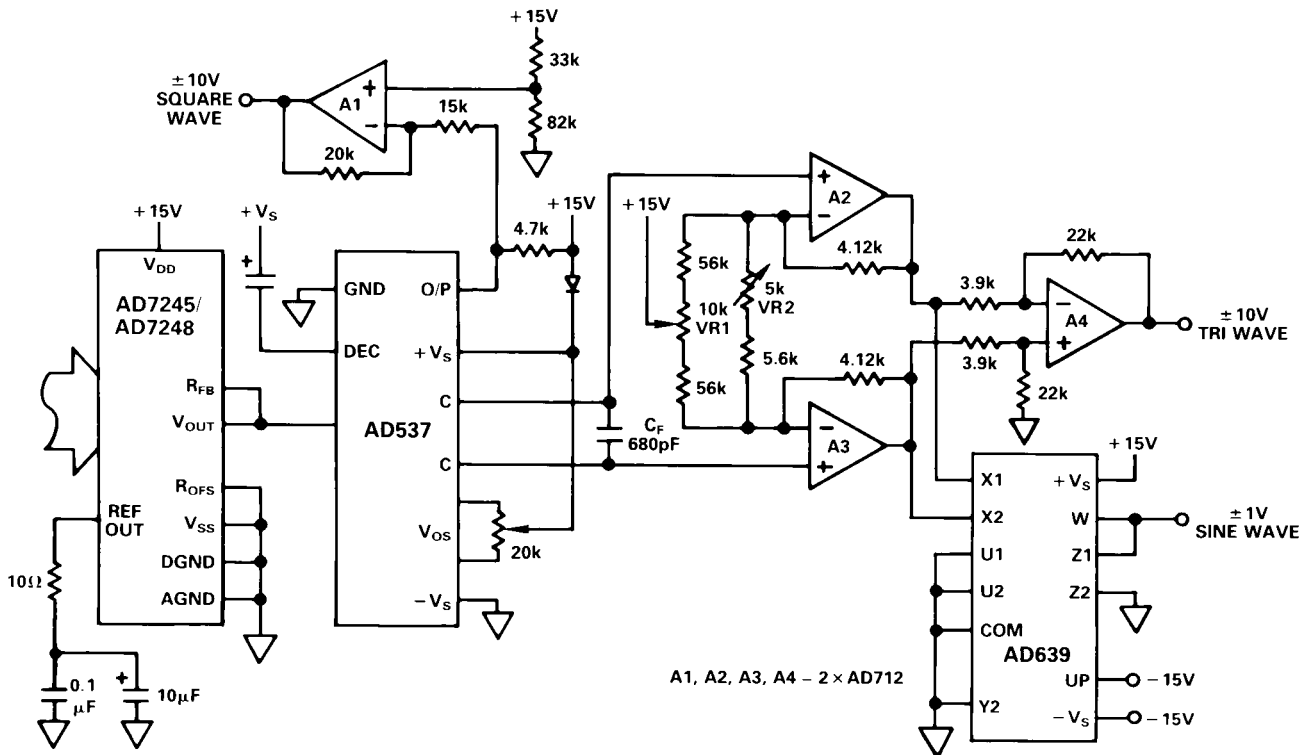 +15V
33k
± 10V
SQUARE
WAVE
+
A1
−
15k
82k
20k
+15V
+VS
+
4.7k
+15V
VDD
AD7245/
AD7248
RFB
VOUT
ROFS
VSS
DGND
AGND
REF
OUT
10Ω
0.1
μF
+
10μF
GND
DEC
AD537
O/P
+VS
C
C
VOS
−VS
20k
CF
680pF
+15V
56k
10k
VR1
56k
5k
VR2
5.6k
+
A2
−
4.12k
4.12k
−
A3
+
22k
3.9k
−
A4
+
3.9k
22k
± 10V
TRI WAVE
X1
X2
U1
U2
COM
Y2
AD639
+VS
W
Z1
Z2
UP
−VS
+15V
± 1V
SINE WAVE
−15V
−15V
A1, A2, A3, A4 – 2 × AD712